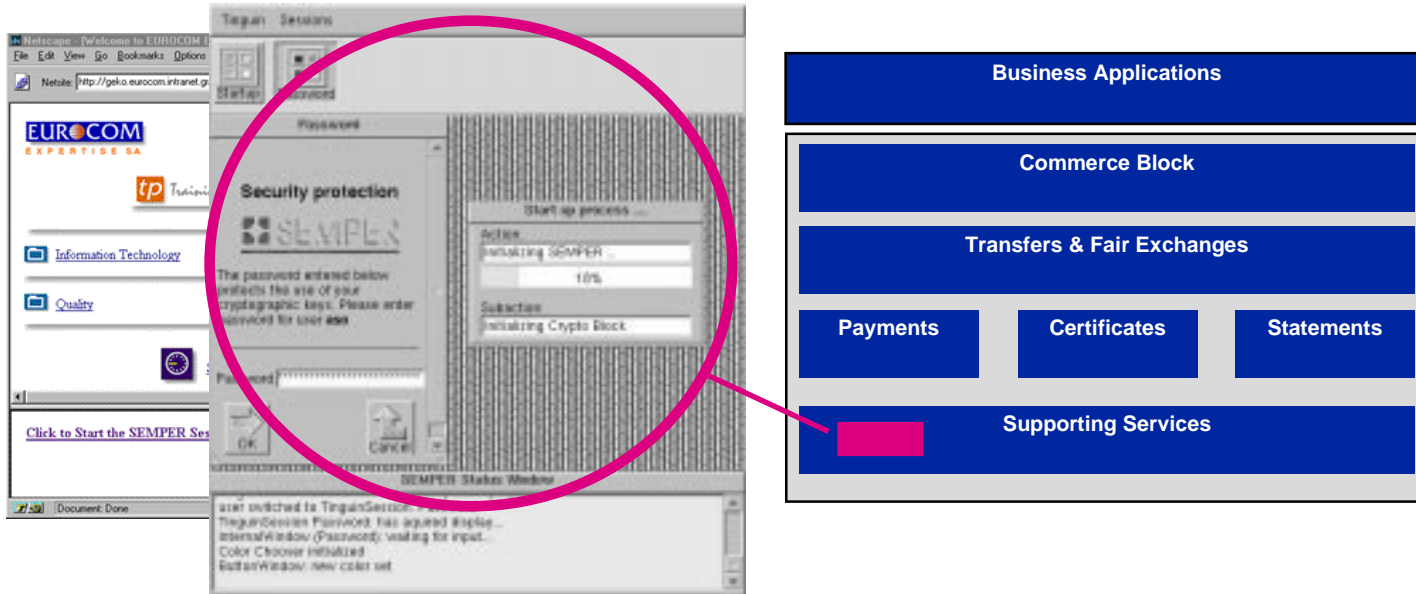 Netscape - [Welcome to EUROCOM E
File Edit View Go Bookmarks Options
Netsite: http://geko.eurocom.intranet.gr
EUROCOM
EXPERTISE SA
tp Traini
Information Technology
Quality
Click to Start the SEMPER Ses
Document: Done
Tinguin Sessions
Startup Password
Password
Security protection
SEMPER
The password entered below
protects the use of your
cryptographic keys. Please enter
password for user
Password
OK Cancel
Start up process ...
Action
Initializing SEMPER ..
10%
Subaction
Initializing Crypto Block
SEMPER Status Window
user switched to TinguinSession:
TinguinSession Password: has aquired display...
InternalWindow (Password): waiting for input...
Color Chooser initialized
ButtonWindow: new color set
Business Applications
Commerce Block
Transfers & Fair Exchanges
Payments Certificates Statements
Supporting Services